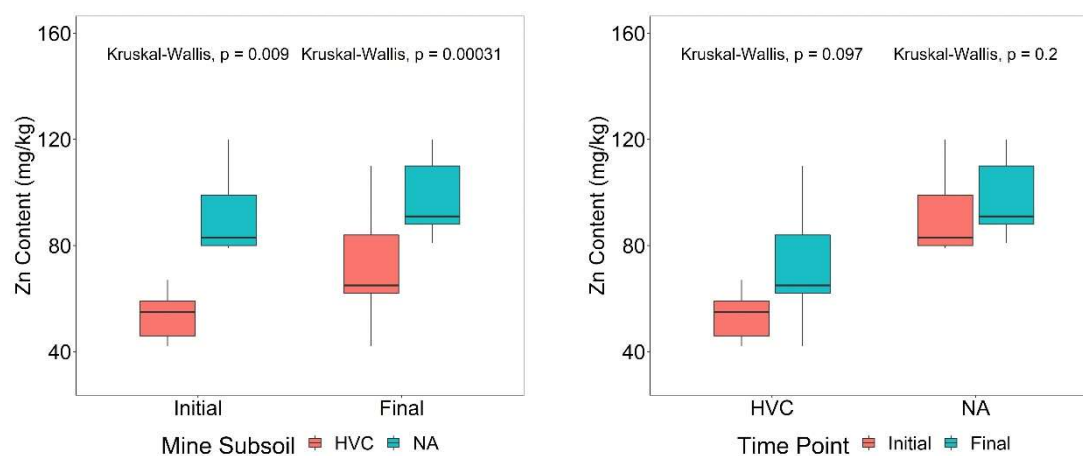 160
120
80
40
Zn Content (mg/kg)
Kruskal-Wallis, p = 0.009 Kruskal-Wallis, p = 0.00031
Initial Final
Mine Subsoil HVC NA
160
120
80
40
Zn Content (mg/kg)
Kruskal-Wallis, p = 0.097 Kruskal-Wallis, p = 0.2
HVC NA
Time Point Initial Final